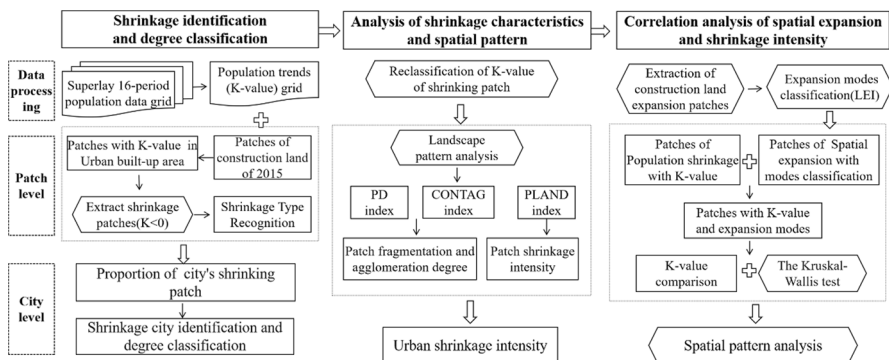 Shrinkage identification
and degree classification
Analysis of shrinkage characteristics
and spatial pattern
Correlation analysis of spatial expansion
and shrinkage intensity
Data
process
ing
Superlay 16-period
population data grid
Population trends
(K-value) grid
Reclassification of K-value
of shrinking patch
Extraction of
construction land
expansion patches
Expansion modes
classification(LEI)
Patch
level
Patches with K-value in
Urban built-up area
Patches of
construction land
of 2015
Extract shrinkage
patches(K<0)
Shrinkage Type
Recognition
Landscape
pattern analysis
PD
index
CONTAG
index
PLAND
index
Patch fragmentation and
agglomeration degree
Patch shrinkage
intensity
Patches of
Population shrinkage
with K-value
Patches of Spatial
expansion with
modes classification
Patches with K-value
and expansion modes
K-value
comparison
The Kruskal-
Wallis test
City
level
Proportion of city's shrinking
patch
Shrinkage city identification and
degree classification
Urban shrinkage intensity
Spatial pattern analysis